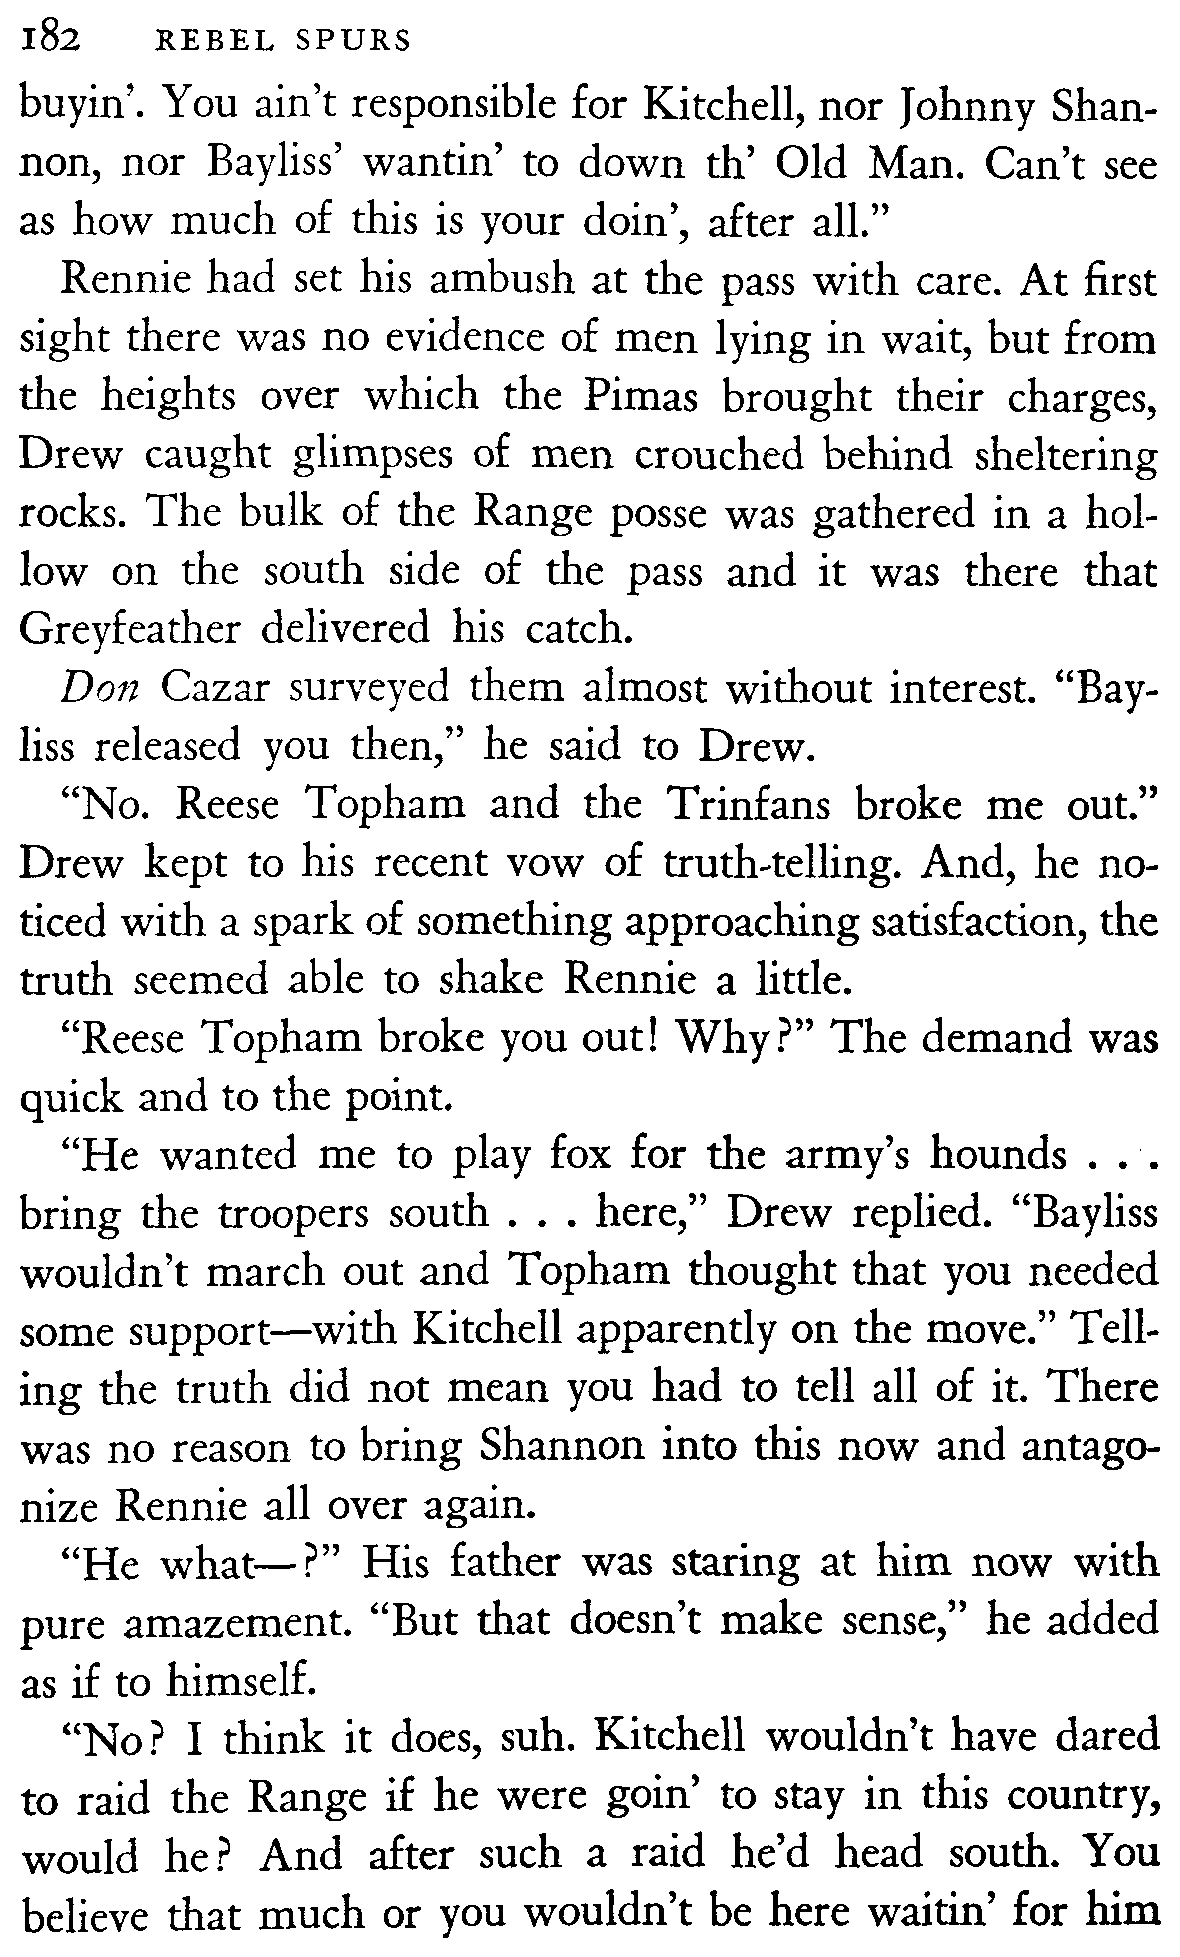 182 REBEL SPURS
buyin’. You ain’t responsible for Kitchell, nor Johnny Shan-
non, nor Bayliss’ wantin’ to down th’ Old Man. Can’t see
as how much of this is your doin’, after all.”
Rennie had set his ambush at the pass with care. At first
sight there was no evidence of men lying in wait, but from
the heights over which the Pimas brought their charges,
Drew caught glimpses of men crouched behind sheltering
rocks. The bulk of the Range posse was gathered in a hol-
low on the south side of the pass and it was there that
Greyfeather delivered his catch.
Don Cazar surveyed them almost without interest. “Bay-
liss released you then,” he said to Drew.
“No. Reese Topham and the Trinfans broke me out.”
Drew kept to his recent vow of truth-telling. And, he no-
ticed with a spark of something approaching satisfaction, the
truth seemed able to shake Rennie a little.
“Reese Topham broke you out! Why?” The demand was
quick and to the point.
“He wanted me to play fox for the army’s hounds . . .
bring the troopers south . . . here,” Drew replied. “Bayliss
wouldn’t march out and Topham thought that you needed
some support—with Kitchell apparently on the move.” Tell-
ing the truth did not mean you had to tell all of it. There
was no reason to bring Shannon into this now and antago-
nize Rennie all over again.
“He what—?” His father was staring at him now with
pure amazement. “But that doesn’t make sense,” he added
as if to himself.
“No? I think it does, suh. Kitchell wouldn’t have dared
to raid the Range if he were goin’ to stay in this country,
would he? And after such a raid he’d head south. You
believe that much or you wouldn’t be here waitin’ for him